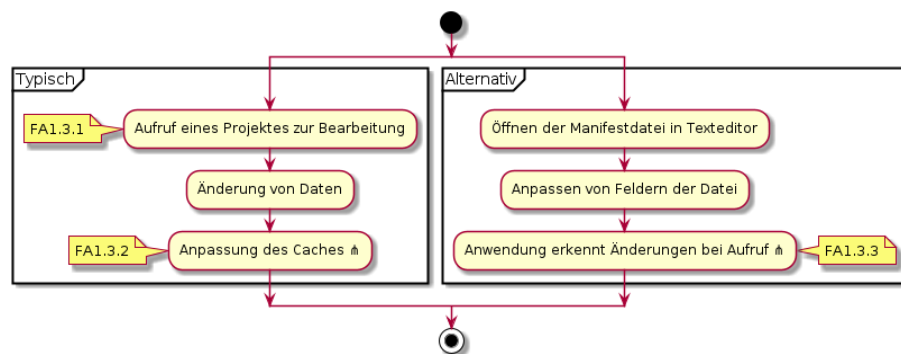 Typisch
FA1.3.1
Aufruf eines Projektes zur Bearbeitung
Änderung von Daten
FA1.3.2
Anpassung des Caches ⋔
Alternativ
Öffnen der Manifestdatei in Texteditor
Anpassen von Feldern der Datei
Anwendung erkennt Änderungen bei Aufruf ⋔
FA1.3.3